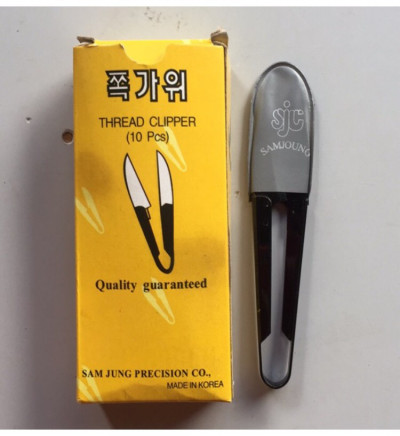 쪽가위
THREAD CLIPPER
(10 Pcs)
Quality guaranteed
SAM JUNG PRECISION CO.,
MADE IN KOREA
sjc
SAMJOUNG